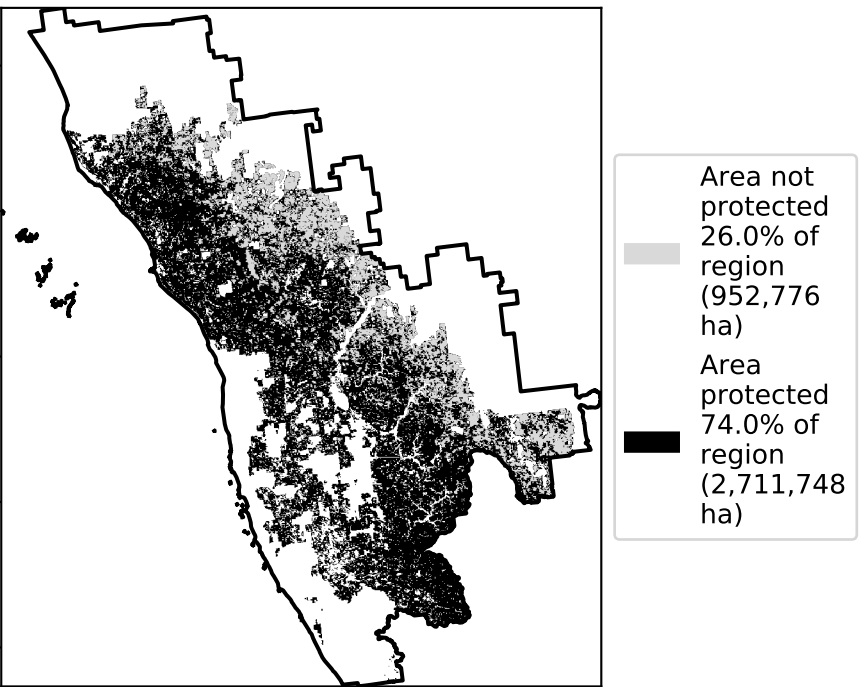 Area not
protected
26.0% of
region
(952,776
ha)
Area
protected
74.0% of
region
(2,711,748
ha)